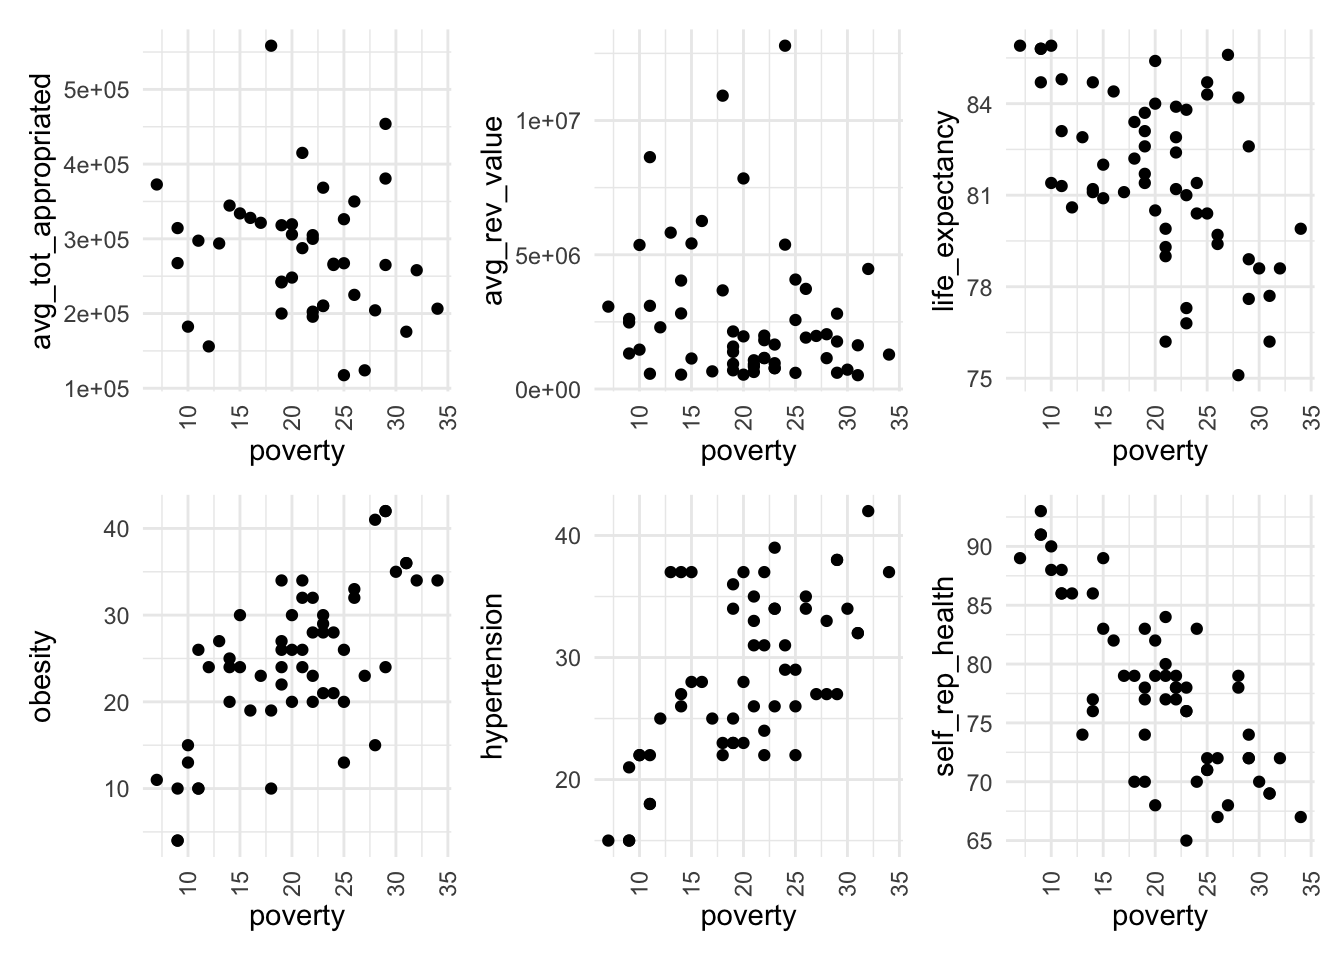 avg_tot_appropriated
5e+05
4e+05
3e+05
2e+05
1e+05
10 15 20 25 30 35
poverty
avg_rev_value
1e+07
5e+06
0e+00
10 15 20 25 30 35
poverty
life_expectancy
84
81
78
75
10 15 20 25 30 35
poverty
obesity
40
30
20
10
10 15 20 25 30 35
poverty
hypertension
40
30
20
10 15 20 25 30 35
poverty
self_rep_health
90
85
80
75
70
65
10 15 20 25 30 35
poverty